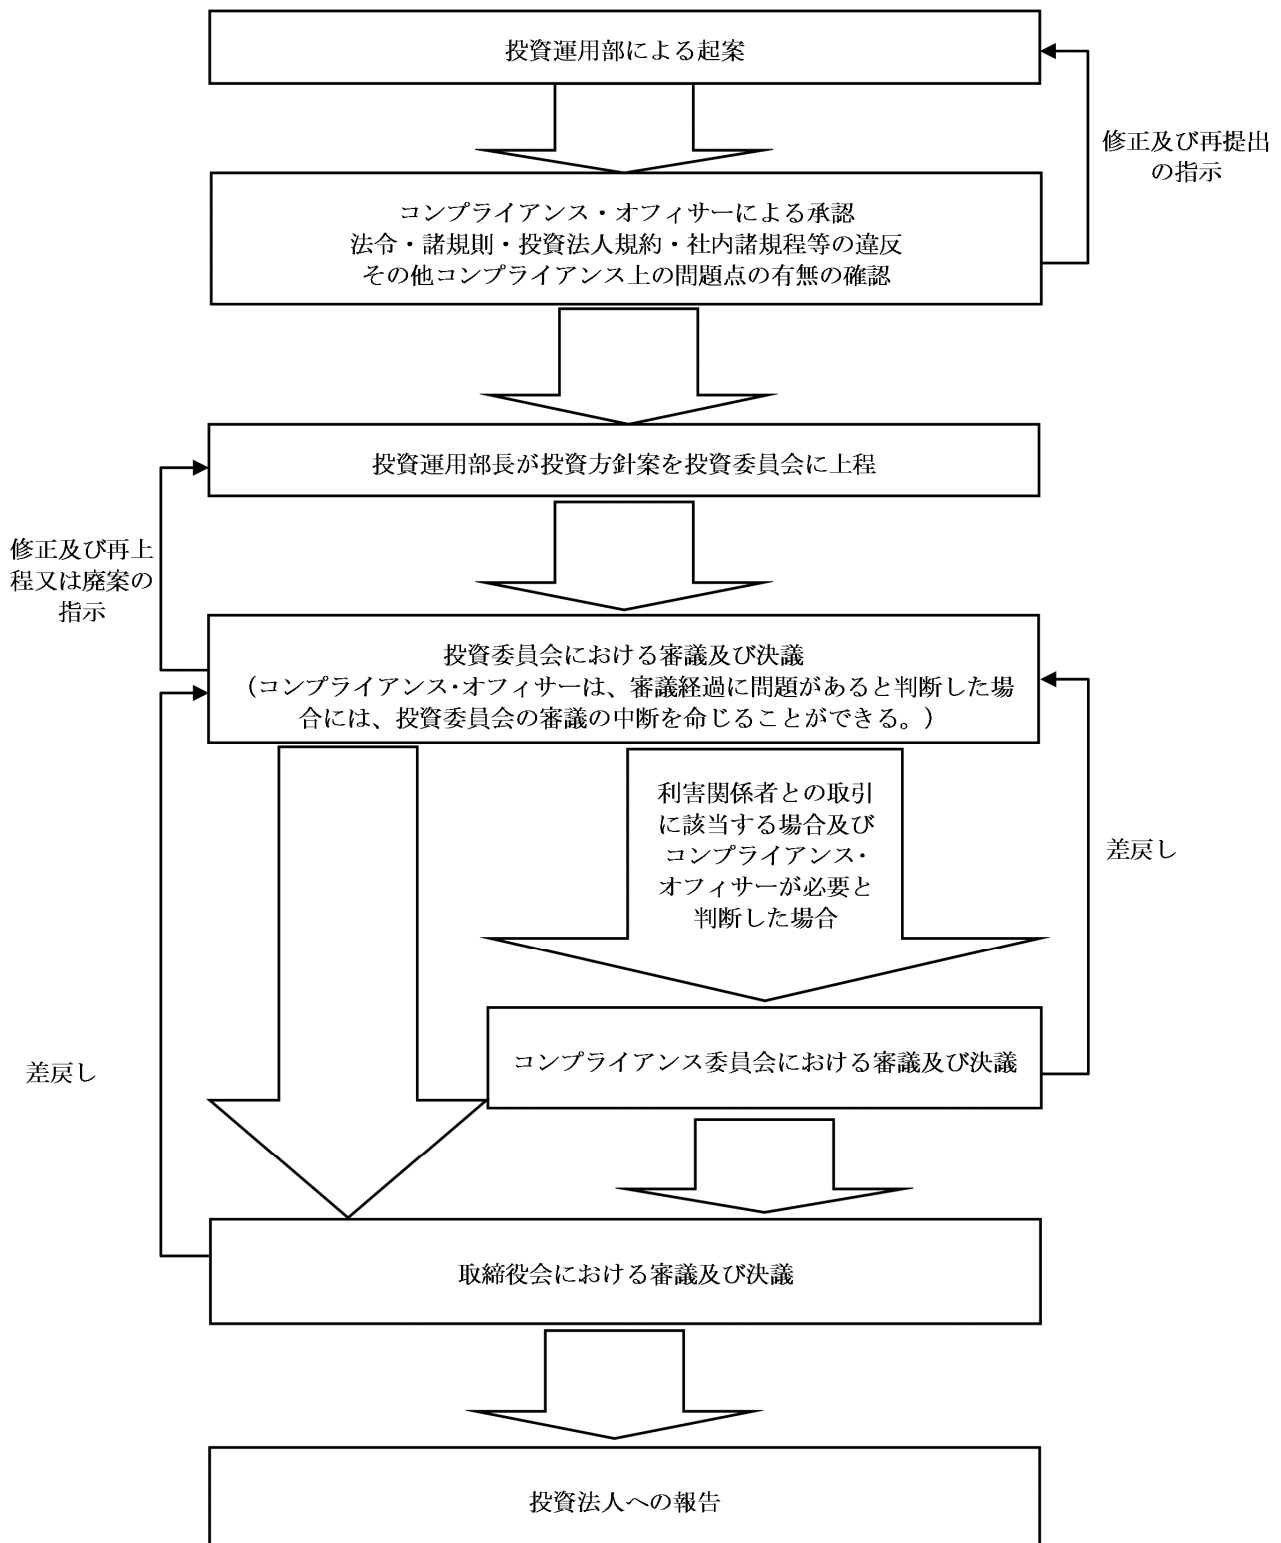 投資運用部による起案
修正及び再提出
の指示
コンプライアンス・オフィサーによる承認
法令・諸規則・投資法人規約・社内諸規程等の違反
その他コンプライアンス上の問題点の有無の確認
投資運用部長が投資方針案を投資委員会に上程
修正及び再上
程又は廃案の
指示
投資委員会における審議及び決議
（コンプライアンス・オフィサーは、審議経過に問題があると判断した場
合には、投資委員会の審議の中断を命じることができる。）
利害関係者との取引
に該当する場合及び
コンプライアンス・
オフィサーが必要と
判断した場合
差戻し
コンプライアンス委員会における審議及び決議
差戻し
取締役会における審議及び決議
投資法人への報告